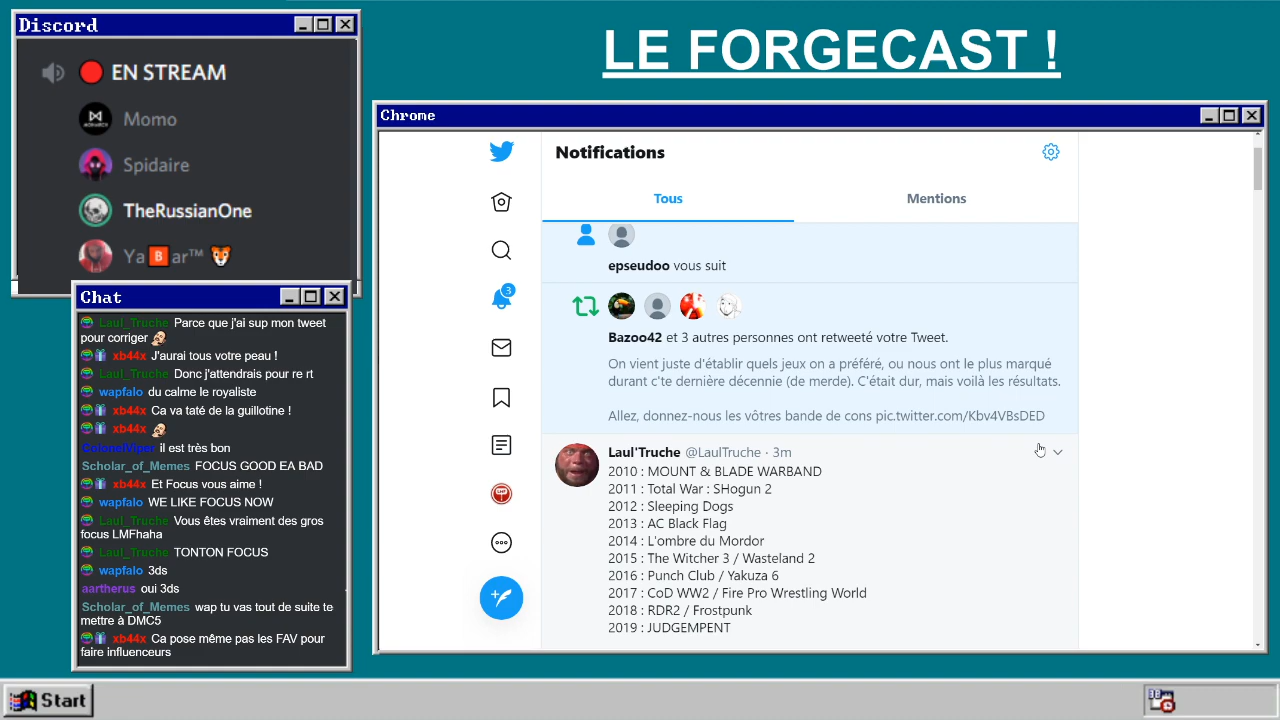 Discord
EN STREAM
Momo
Spidaire
TheRussianOne
Ya🅱ar™ 🐯
Chat
Laul_Truche Parce que j'ai sup mon tweet
pour corriger
xb44x J'aurai tous votre peau !
Laul_Truche Donc j'attendrais pour re rt
wapfalo du calme le royaliste
xb44x Ca va taté de la guillotine !
xb44x
ColonelViper il est très bon
Scholar_of_Memes FOCUS GOOD EA BAD
xb44x Et Focus vous aime !
wapfalo WE LIKE FOCUS NOW
Laul_Truche Vous êtes vraiment des gros
focus LMFhaha
Laul_Truche TONTON FOCUS
wapfalo 3ds
aartherus oui 3ds
Scholar_of_Memes wap tu vas tout de suite te
mettre à DMC5
xb44x Ca pose même pas les FAV pour
faire influenceurs
LE FORGECAST !
Chrome
Notifications
Tous Mentions
epseudoo vous suit
3
Bazoo42 et 3 autres personnes ont retweeté votre Tweet.
On vient juste d'établir quels jeux on a préféré, ou nous ont le plus marqué
durant c'te dernière décennie (de merde). C'était dur, mais voilà les résultats.
Allez, donnez-nous les vôtres bande de cons pic.twitter.com/Kbv4VBsDED
Laul'Truche @LaulTruche · 3m
2010 : MOUNT & BLADE WARBAND
2011 : Total War : SHogun 2
2012 : Sleeping Dogs
2013 : AC Black Flag
2014 : L'ombre du Mordor
2015 : The Witcher 3 / Wasteland 2
2016 : Punch Club / Yakuza 6
2017 : CoD WW2 / Fire Pro Wrestling World
2018 : RDR2 / Frostpunk
2019 : JUDGEMPENT
Start